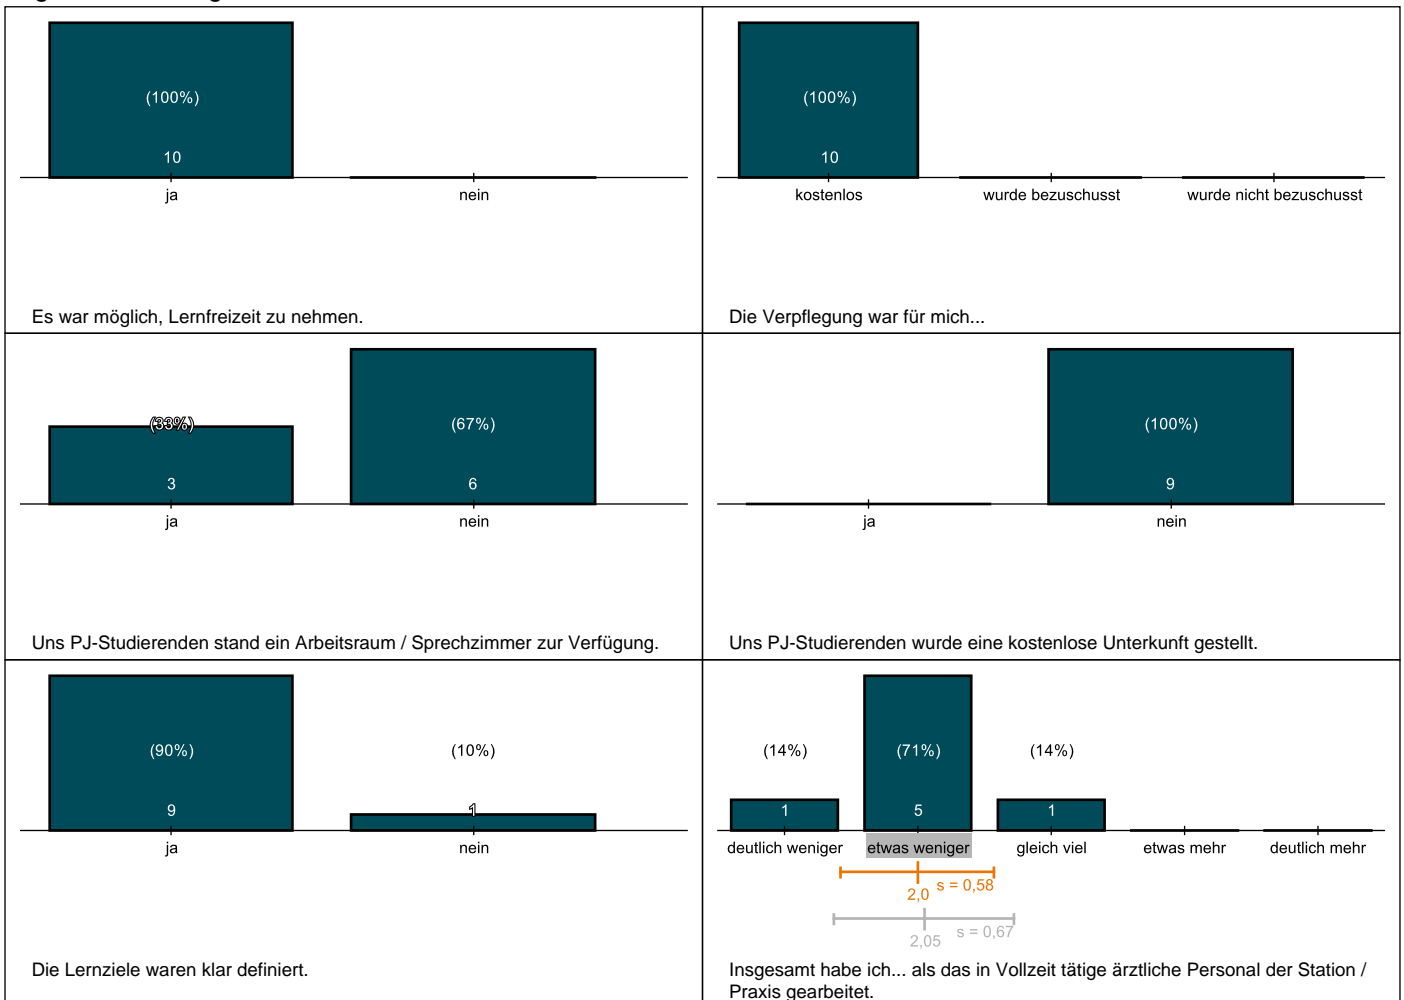 (100%)
10
ja
nein
Es war möglich, Lernfreizeit zu nehmen.
(100%)
10
kostenlos
wurde bezuschusst
wurde nicht bezuschusst
Die Verpflegung war für mich...
(33%)
3
ja
(67%)
6
nein
Uns PJ-Studierenden stand ein Arbeitsraum / Sprechzimmer zur Verfügung.
ja
(100%)
9
nein
Uns PJ-Studierenden wurde eine kostenlose Unterkunft gestellt.
(90%)
9
ja
(10%)
1
nein
Die Lernziele waren klar definiert.
(14%)
(71%)
(14%)
1
5
1
deutlich weniger
etwas weniger
gleich viel
etwas mehr
deutlich mehr
2,0
s = 0,58
2,05
s = 0,67
Insgesamt habe ich... als das in Vollzeit tätige ärztliche Personal der Station /
Praxis gearbeitet.